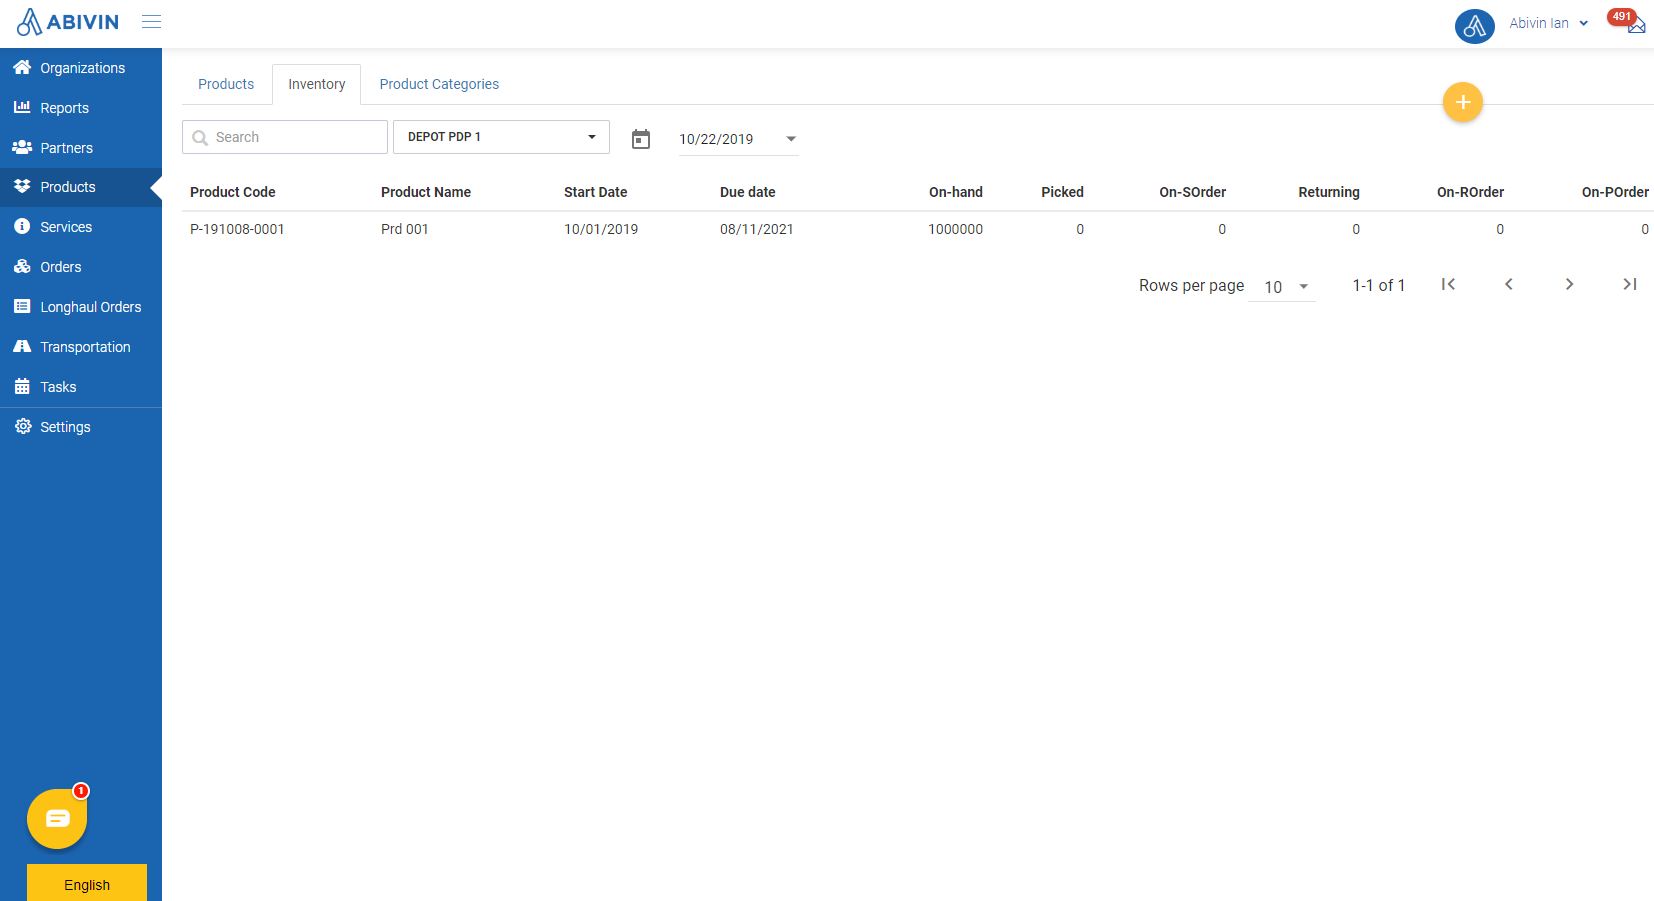 ABIVIN
Abivin Ian
491
Organizations
Reports
Partners
Products
Services
Orders
Longhaul Orders
Transportation
Tasks
Settings
1
English
Products Inventory Product Categories
+
Search DEPOT PDP 1 10/22/2019
Product Code Product Name Start Date Due date On-hand Picked On-SOrder Returning On-ROrder On-POrder
P-191008-0001 Prd 001 10/01/2019 08/11/2021 1000000 0 0 0 0 0
Rows per page 10 1-1 of 1